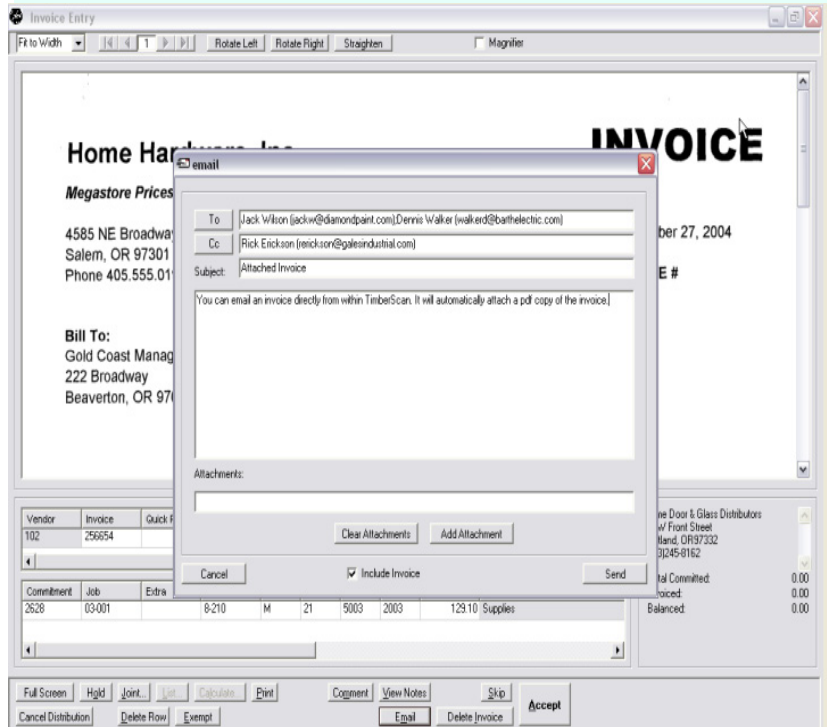 Invoice Entry
Fit to Width 1 Rotate Left Rotate Right Straighten Magnifier
INVOICE
Home
Megastore Prices
4585 NE
Salem, OR 97301
Phone 405.555.01
ber 27, 2004
E #
Bill To:
Gold Coast Manag
222 Broadway
Beaverton, OR 97
email
To Jack Wilson (jackw@diamondpaint.com);Dennis Walker (walkerd@barthelectric.com)
Cc Rick Erickson (rerickson@galesindustrial.com)
Subject: Attached Invoice
You can email an invoice directly from within TimberScan. It will automatically attach a pdf copy of the invoice.
Attachments:
Clear Attachments Add Attachment
Cancel Include Invoice Send
Vendor Invoice Quick
102 256654
Commitment Job Extra
2628 03-001 8-210 M 21 5003 2003 129.10 Supplies
Door & Glass Distributors
Front Street
OR97332
245-8162
Committed: 0.00
0.00
Balanced: 0.00
Full Screen Hold Joint... List... Calculate Print Comment View Notes Skip Accept
Cancel Distribution Delete Row Exempt Email Delete Invoice